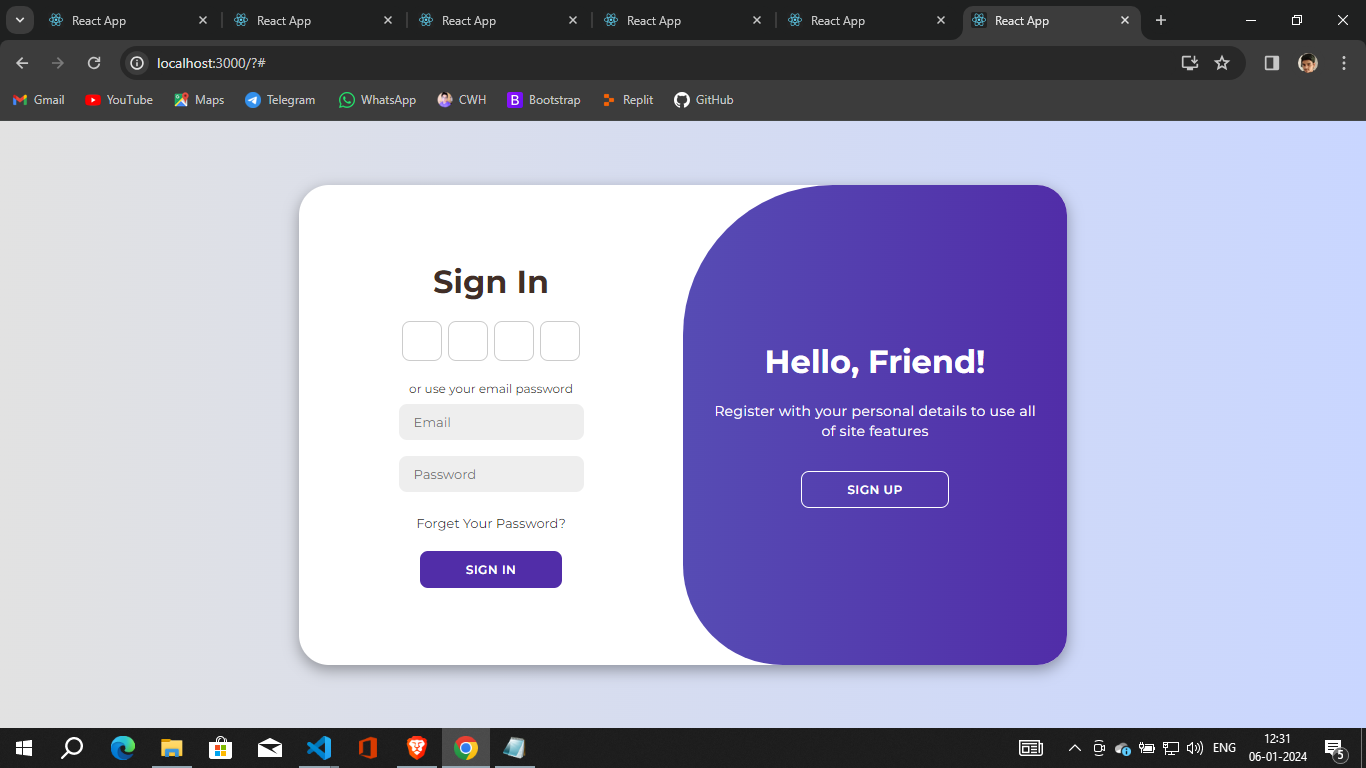 React App
React App
React App
React App
React App
React App
localhost:3000/?#
Gmail
YouTube
Maps
Telegram
WhatsApp
CWH
B
Bootstrap
Replit
GitHub
Sign In
or use your email password
Email
Password
Forget Your Password?
SIGN IN
Hello, Friend!
Register with your personal details to use all
of site features
SIGN UP
ENG
12:31
06-01-2024
5